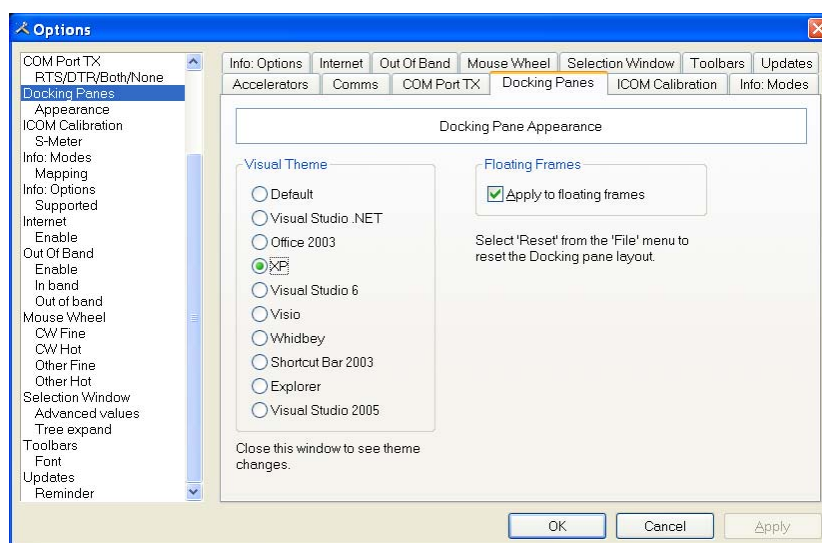 Options
COM Port TX
RTS/DTR/Both/None
Docking Panes
Appearance
ICOM Calibration
S-Meter
Info: Modes
Mapping
Info: Options
Supported
Internet
Enable
Out Of Band
Enable
In band
Out of band
Mouse Wheel
CW Fine
CW Hot
Other Fine
Other Hot
Selection Window
Advanced values
Tree expand
Toolbars
Font
Updates
Reminder
Info: Options Internet Out Of Band Mouse Wheel Selection Window Toolbars Updates
Accelerators Comms COM Port TX Docking Panes ICOM Calibration Info: Modes
Docking Pane Appearance
Visual Theme
Default
Visual Studio .NET
Office 2003
XP
Visual Studio 6
Visio
Whidbey
Shortcut Bar 2003
Explorer
Visual Studio 2005
Close this window to see theme
changes.
Floating Frames
Apply to floating frames
Select 'Reset' from the 'File' menu to
reset the Docking pane layout.
OK Cancel Apply